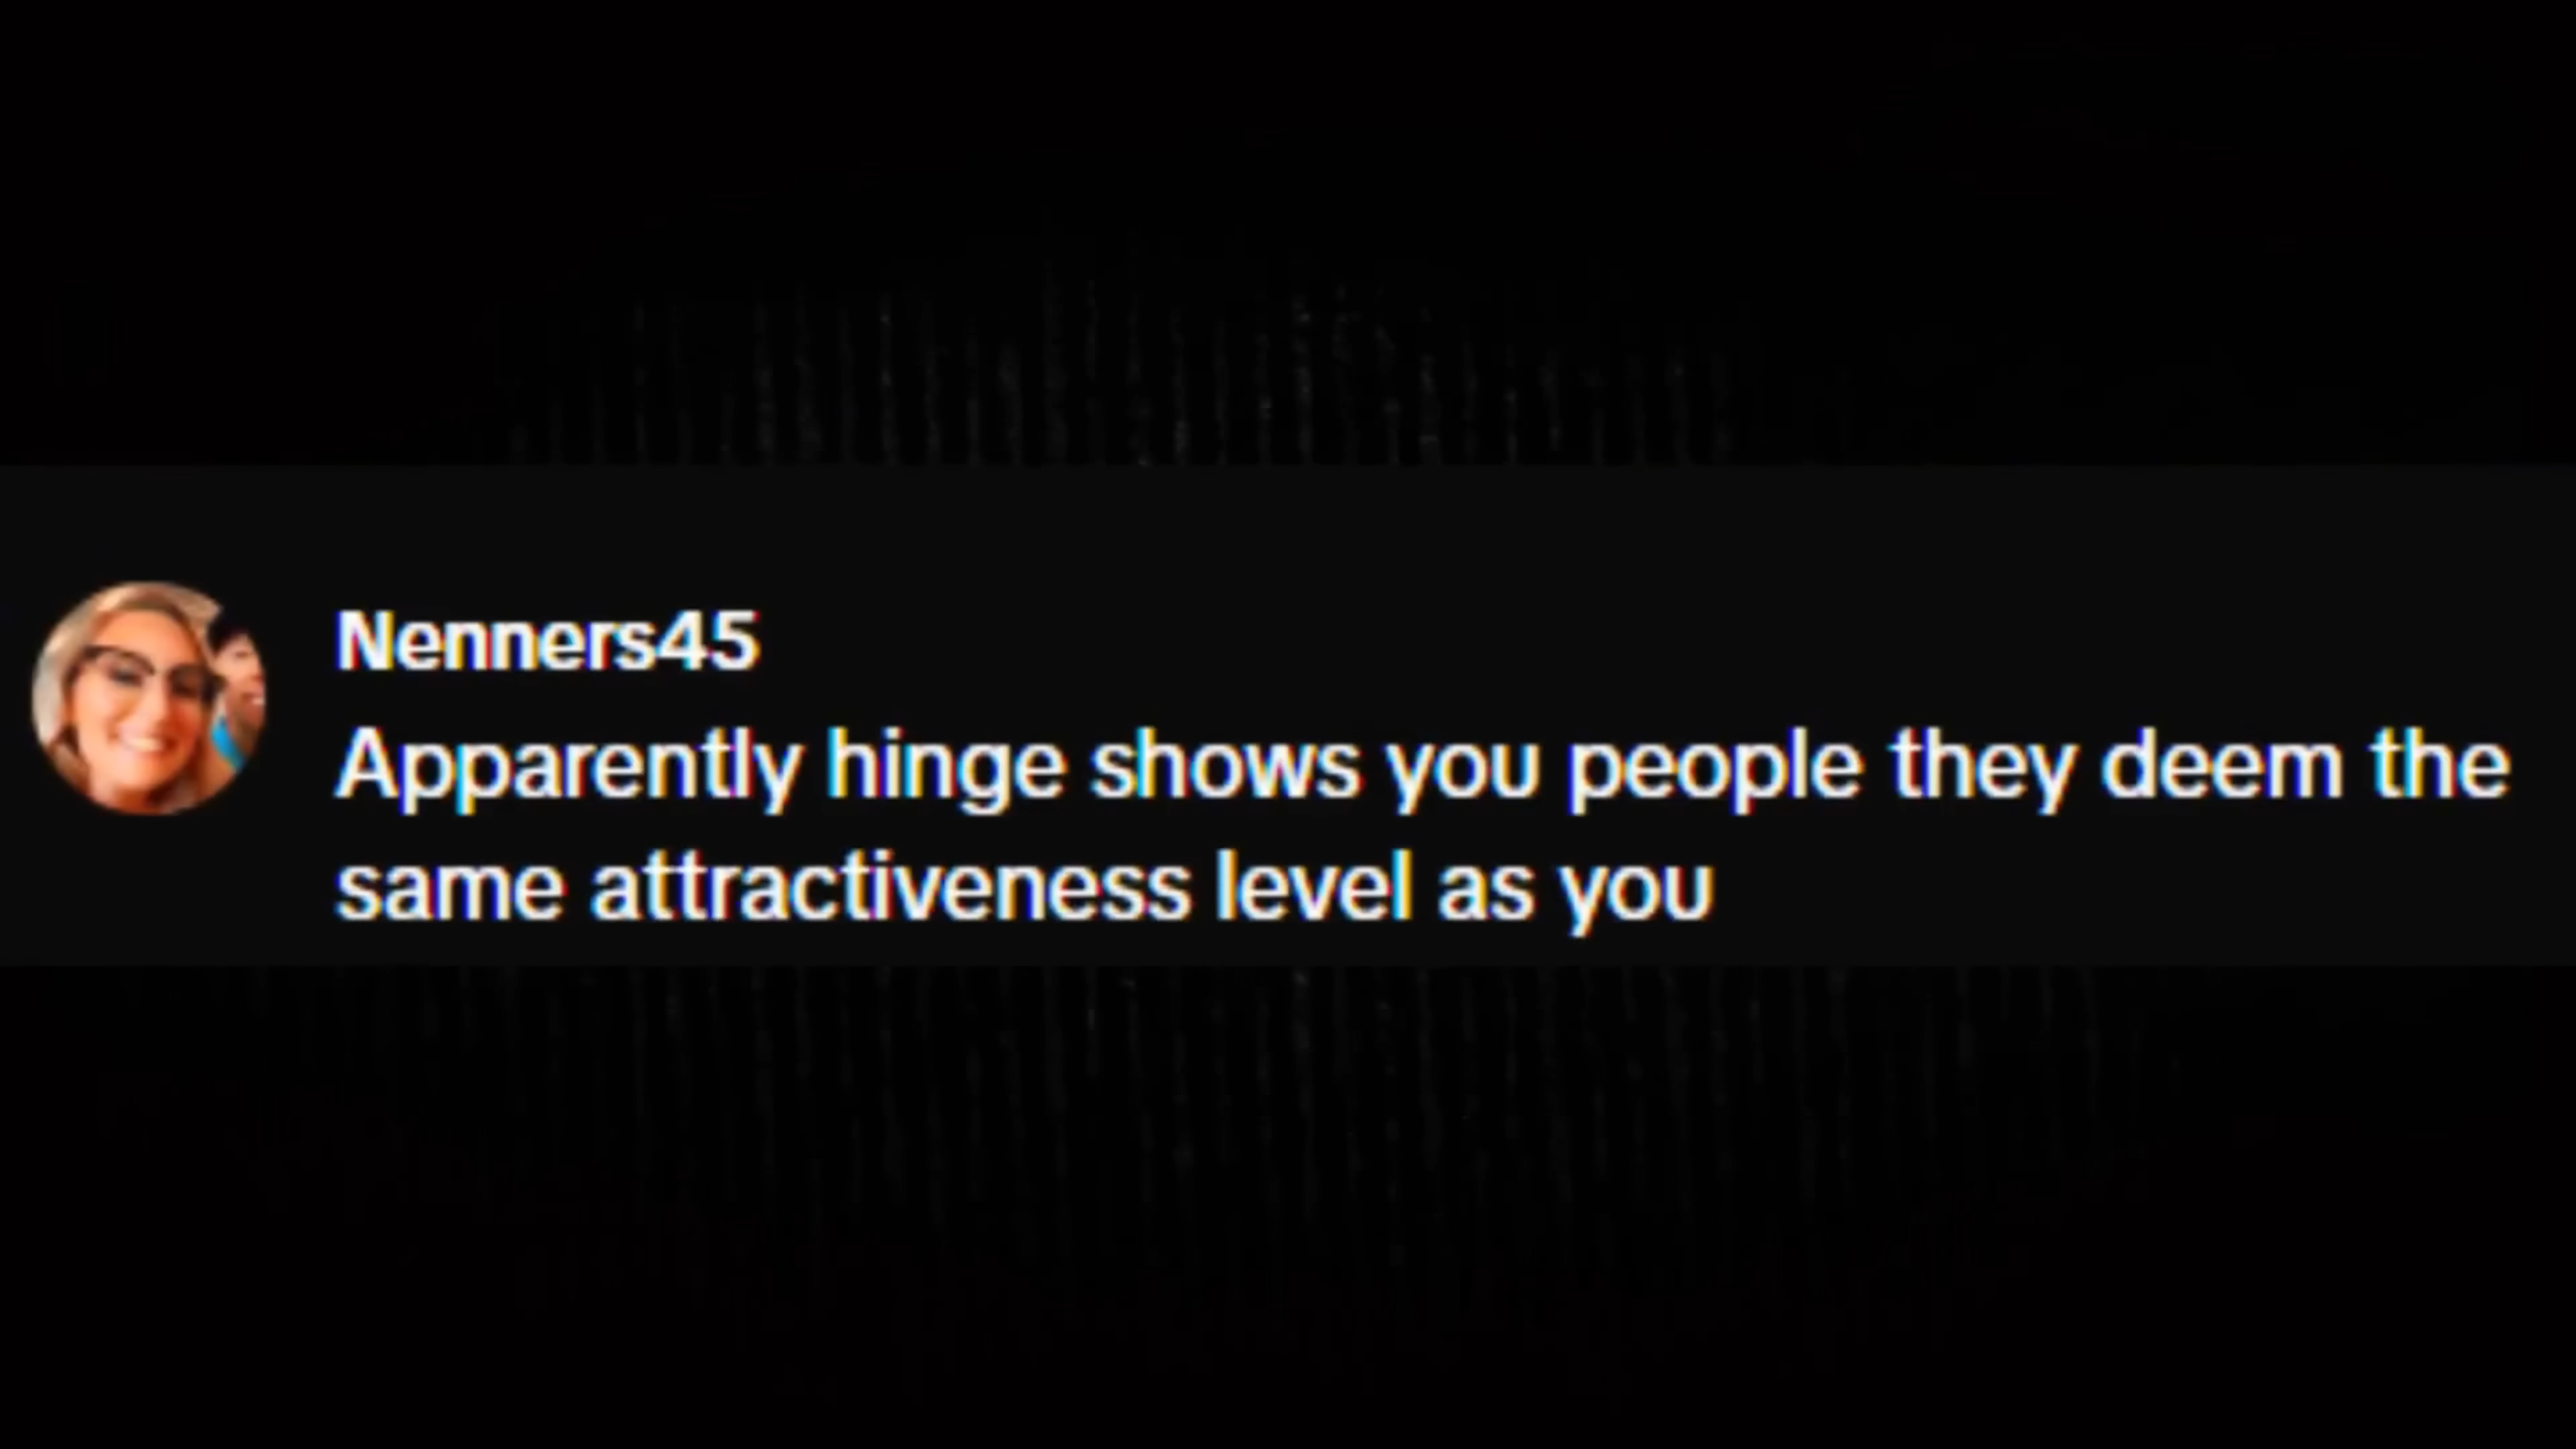 Nenners45
Apparently hinge shows you people they deem the
same attractiveness level as you